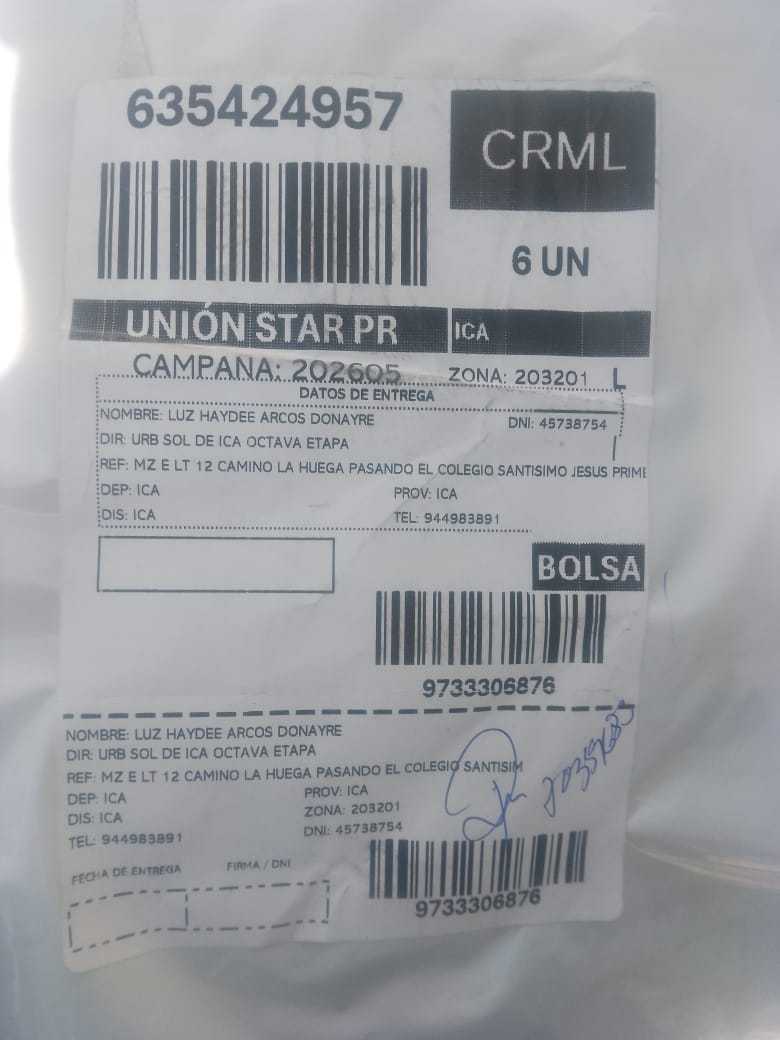 635424957
CRML
6 UN
UNIÓN STAR PR
ICA
CAMPANA: 202605
ZONA: 203201
L
DATOS DE ENTREGA
NOMBRE: LUZ HAYDEE ARCOS DONAYRE
DNI: 45738754
DIR: URB SOL DE ICA OCTAVA ETAPA
REF: MZ E LT 12 CAMINO LA HUEGA PASANDO EL COLEGIO SANTISIMO JESUS PRIME
DEP: ICA
PROV: ICA
DIS: ICA
TEL: 944983891
BOLSA
9733306876
NOMBRE: LUZ HAYDEE ARCOS DONAYRE
DIR: URB SOL DE ICA OCTAVA ETAPA
REF: MZ E LT 12 CAMINO LA HUEGA PASANDO EL COLEGIO SANTISIM
DEP: ICA
PROV: ICA
DIS: ICA
ZONA: 203201
TEL: 944983891
DNI: 45738754
FECHA DE ENTREGA
FIRMA / DNI
9733306876